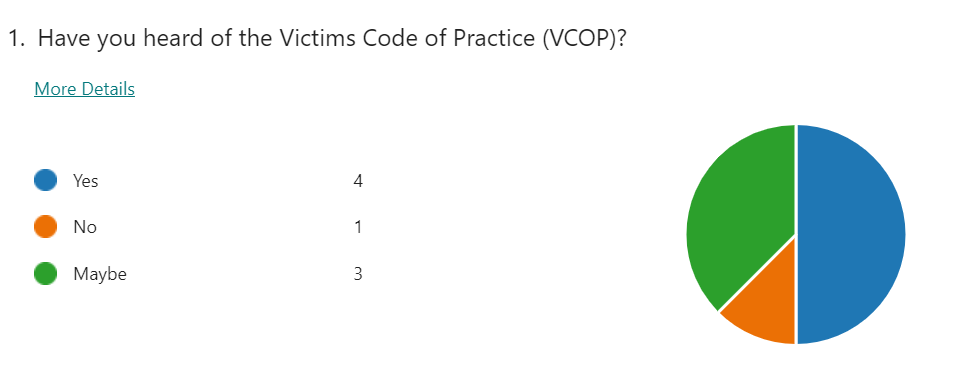 1. Have you heard of the Victims Code of Practice (VCOP)?
More Details
Yes 4
No 1
Maybe 3